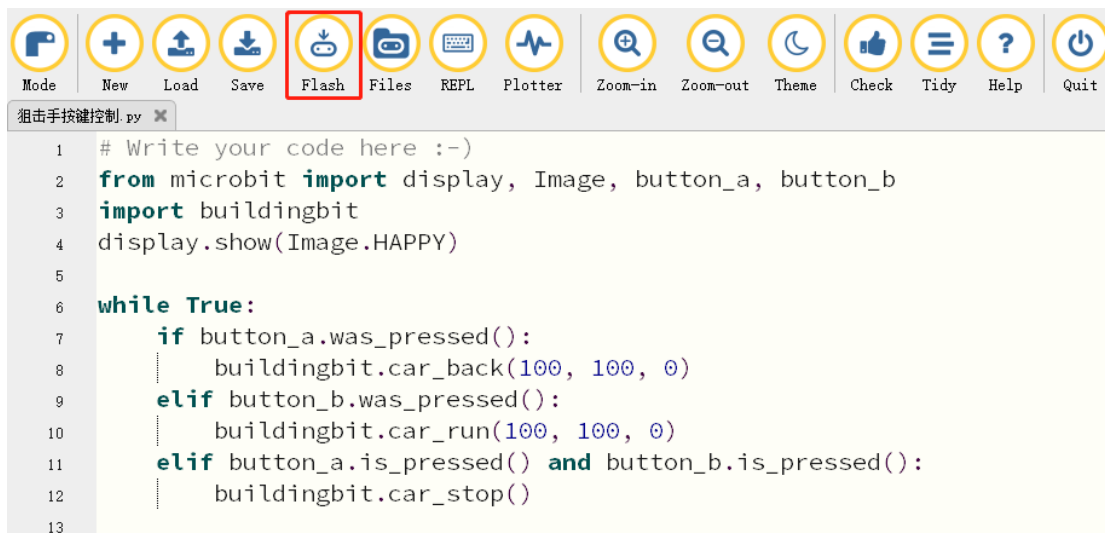 Mode New Load Save Flash Files REPL Plotter Zoom-in Zoom-out Theme Check Tidy Help Quit
狙击手按键控制.py
1 # Write your code here :-)
2 from microbit import display, Image, button_a, button_b
3 import buildingbit
4 display.show(Image.HAPPY)
5
6 while True:
7     if button_a.was_pressed():
8         buildingbit.car_back(100, 100, 0)
9     elif button_b.was_pressed():
10         buildingbit.car_run(100, 100, 0)
11     elif button_a.is_pressed() and button_b.is_pressed():
12         buildingbit.car_stop()
13